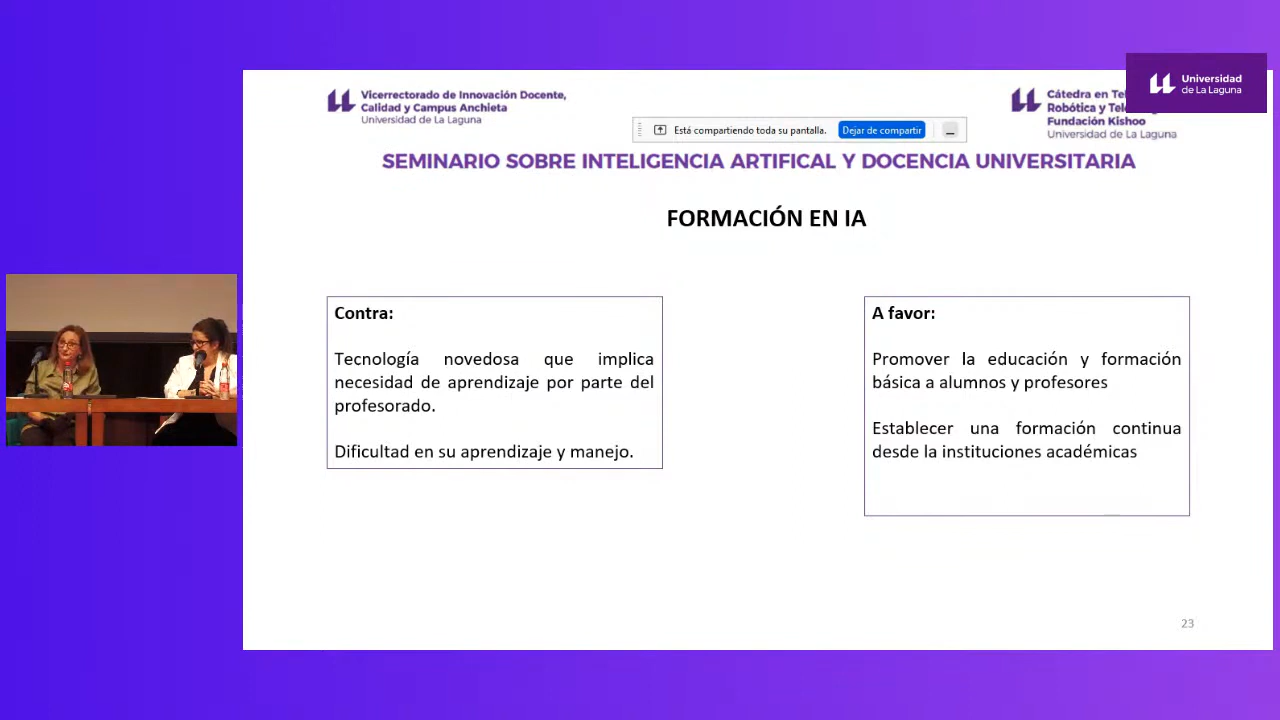 Vicerrectorado de Innovación Docente,
Calidad y Campus Anchieta
Universidad de La Laguna
Cátedra en
Robótica y
Fundación Kishoo
Universidad de La Laguna
Universidad
de La Laguna
Está compartiendo toda su pantalla. Dejar de compartir
SEMINARIO SOBRE INTELIGENCIA ARTIFICAL Y DOCENCIA UNIVERSITARIA
FORMACIÓN EN IA
Contra:
Tecnología novedosa que implica
necesidad de aprendizaje por parte del
profesorado.
Dificultad en su aprendizaje y manejo.
A favor:
Promover la educación y formación
básica a alumnos y profesores
Establecer una formación continua
desde la instituciones académicas
23